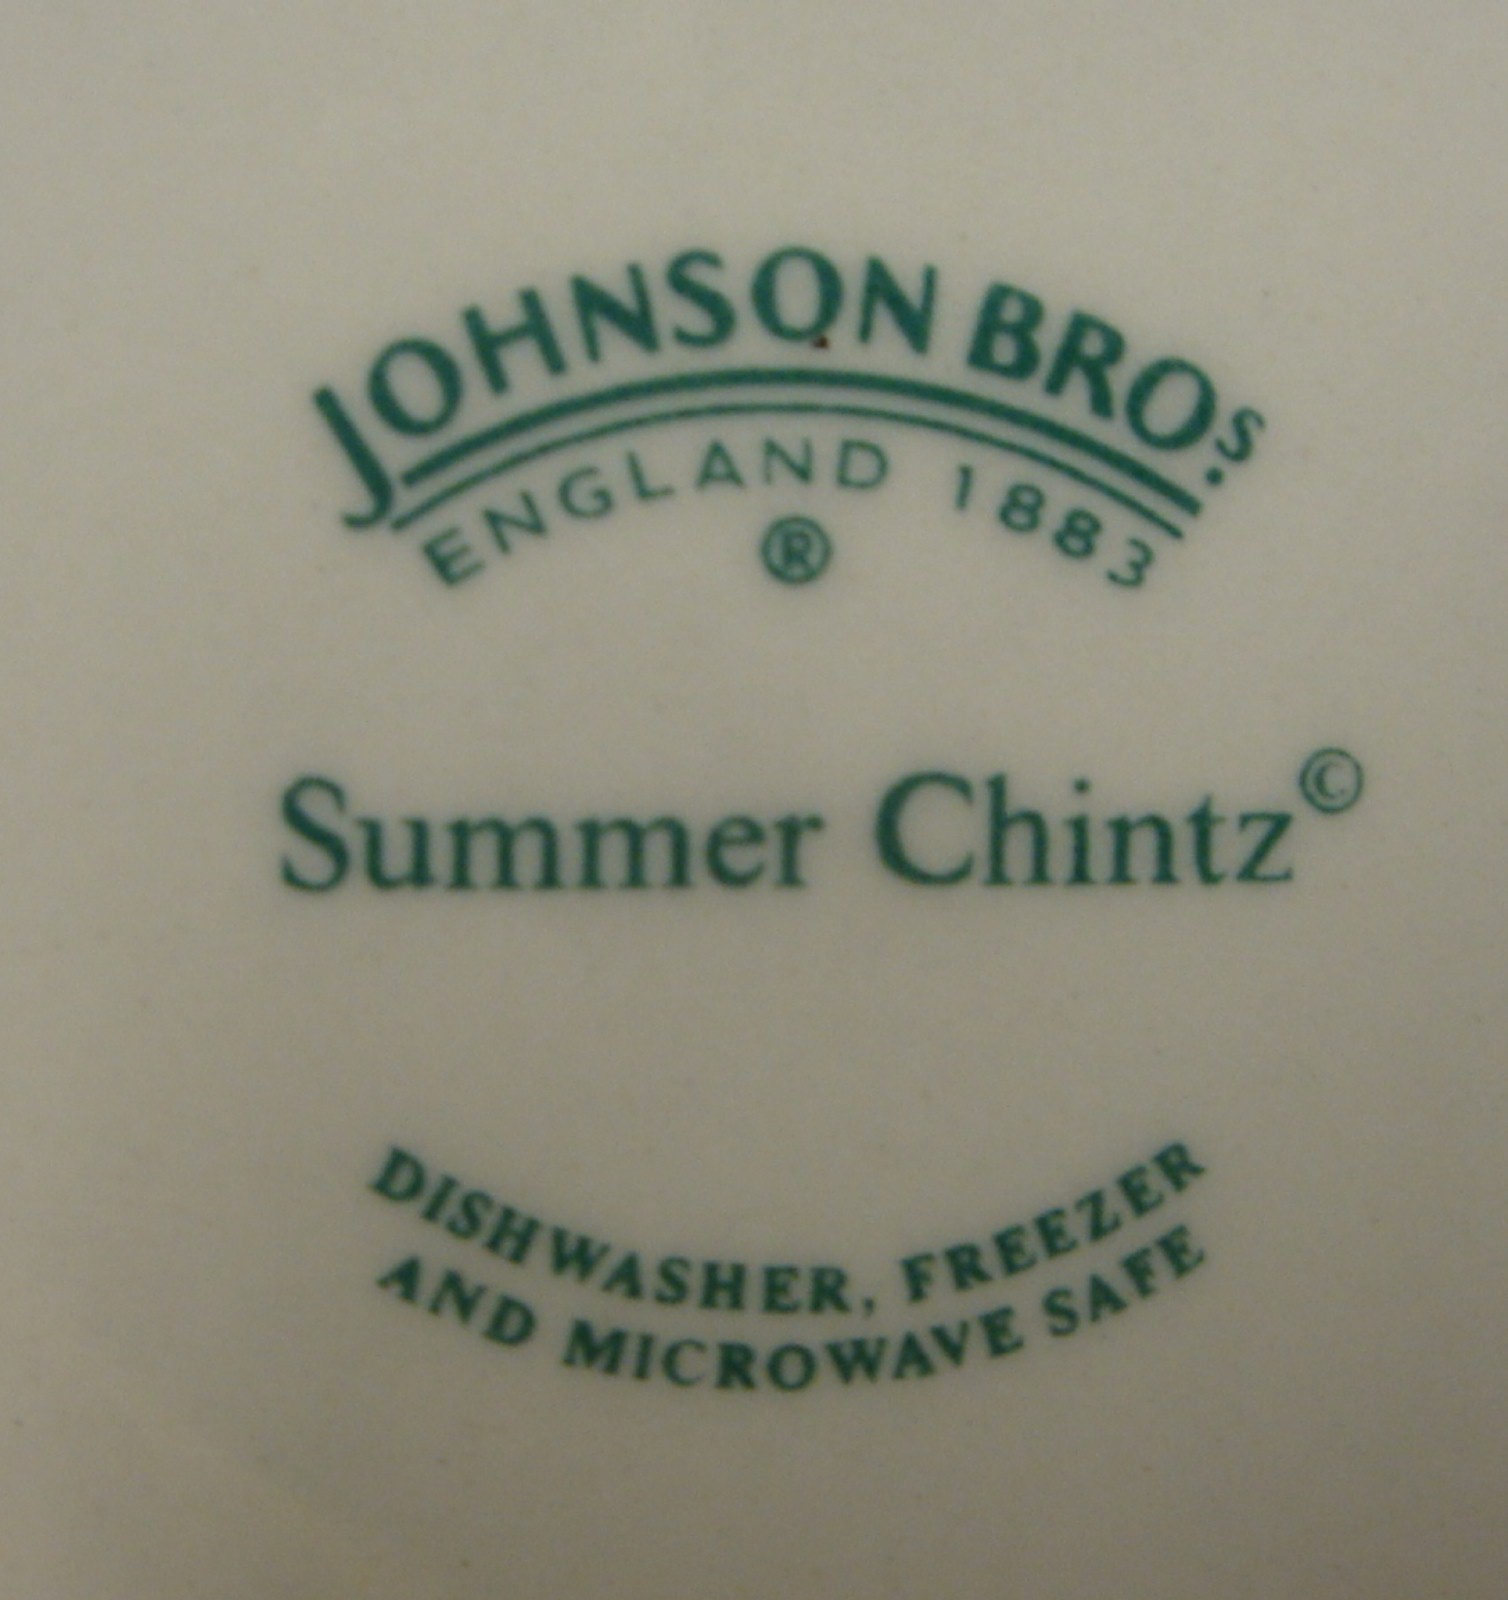 JOHNSON BROS.
ENGLAND 1883
®
Summer Chintz©
DISHWASHER, FREEZER
AND MICROWAVE SAFE